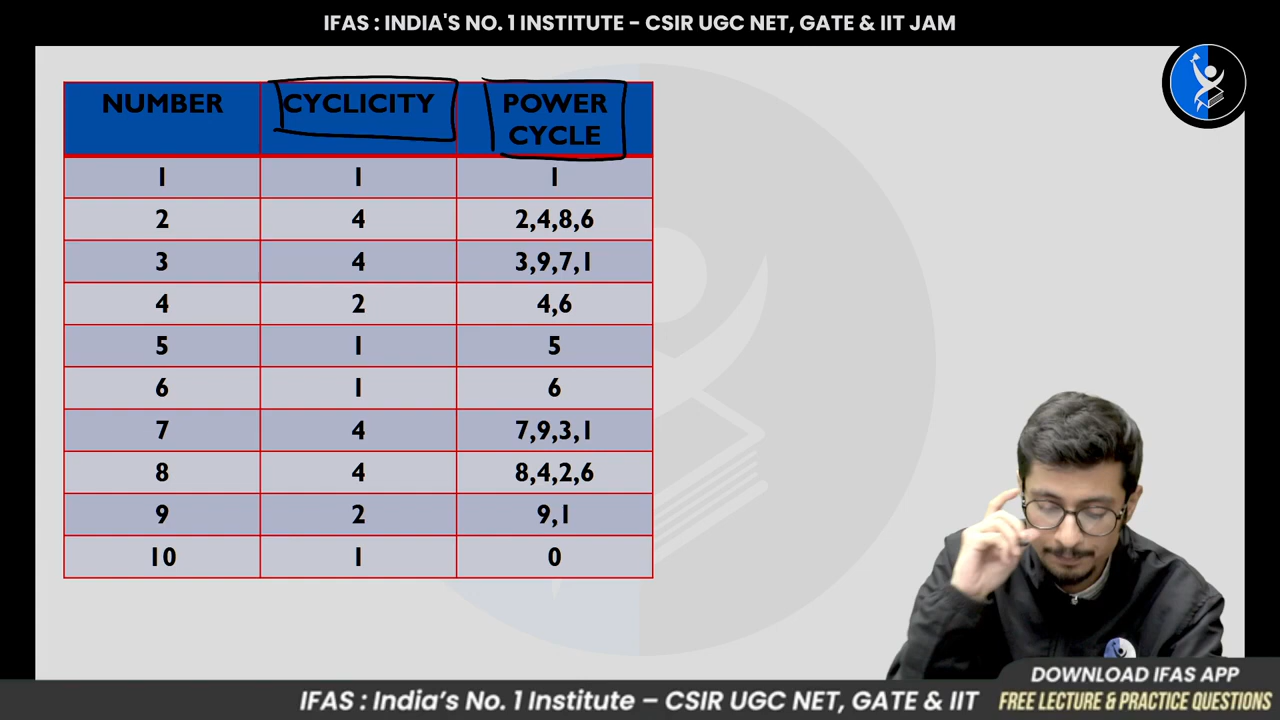 IFAS : INDIA'S NO. 1 INSTITUTE – CSIR UGC NET, GATE & IIT JAM
NUMBER CYCLICITY POWER CYCLE
1 1 1
2 4 2,4,8,6
3 4 3,9,7,1
4 2 4,6
5 1 5
6 1 6
7 4 7,9,3,1
8 4 8,4,2,6
9 2 9,1
10 1 0
DOWNLOAD IFAS APP
IFAS : India's No. 1 Institute – CSIR UGC NET, GATE & IIT
FREE LECTURE & PRACTICE QUESTIONS